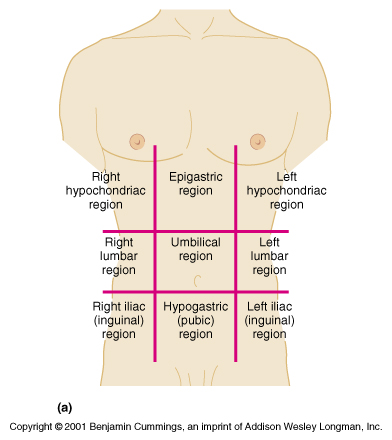 Right
hypochondriac
region
Epigastric
region
Left
hypochondriac
region
Right
lumbar
region
Umbilical
region
Left
lumbar
region
Right iliac
(inguinal)
region
Hypogastric
(pubic)
region
Left iliac
(inguinal)
region
(a)
Copyright © 2001 Benjamin Cummings, an imprint of Addison Wesley Longman, Inc.